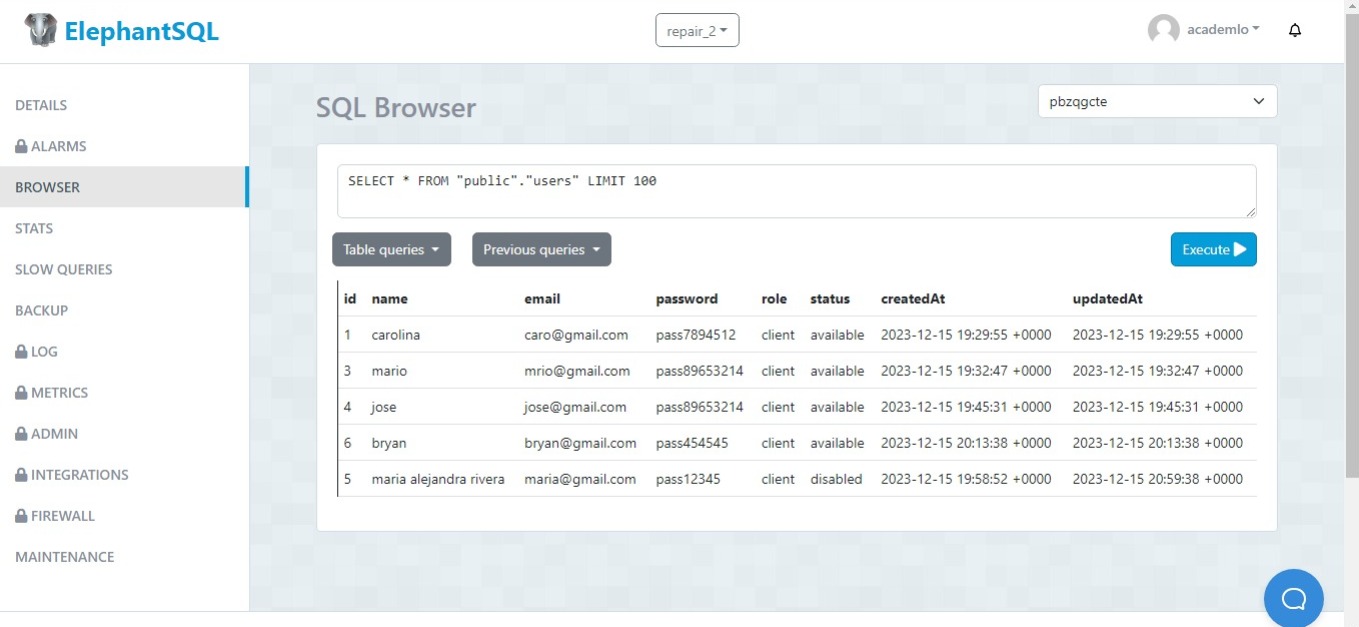 ElephantSQL
repair_2
academlo
DETAILS
ALARMS
BROWSER
STATS
SLOW QUERIES
BACKUP
LOG
METRICS
ADMIN
INTEGRATIONS
FIREWALL
MAINTENANCE
SQL Browser
pbzqgcte
SELECT * FROM "public"."users" LIMIT 100
Table queries Previous queries Execute
id name email password role status createdAt updatedAt
1 carolina caro@gmail.com pass7894512 client available 2023-12-15 19:29:55 +0000 2023-12-15 19:29:55 +0000
3 mario mrio@gmail.com pass89653214 client available 2023-12-15 19:32:47 +0000 2023-12-15 19:32:47 +0000
4 jose jose@gmail.com pass89653214 client available 2023-12-15 19:45:31 +0000 2023-12-15 19:45:31 +0000
6 bryan bryan@gmail.com pass454545 client available 2023-12-15 20:13:38 +0000 2023-12-15 20:13:38 +0000
5 maria alejandra rivera maria@gmail.com pass12345 client disabled 2023-12-15 19:58:52 +0000 2023-12-15 20:59:38 +0000